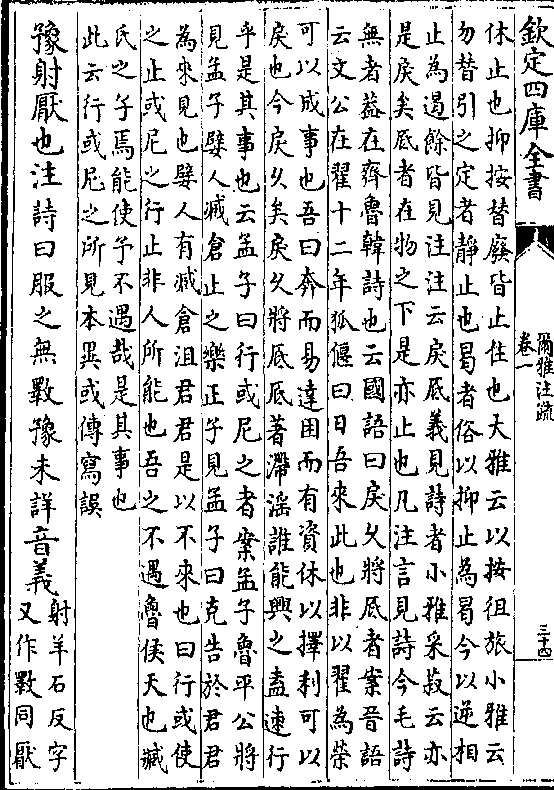 欽定四庫全書
爾雅注疏
卷一
三十四
休止也抑按替廢皆止住也大雅云以按徂旅小雅云
勿替引之定者靜止也曷者俗以抑止為曷今以逆相
止為遏餘皆見注注云戾底義見詩者小雅采菽云亦
是戾矣底者在物之下是亦止也凡注言見詩今毛詩
無者蓋在齊魯韓詩也云國語曰戾久將底者案晉語
云文公在翟十二年狐偃曰日吾來此也非以翟為榮
可以成事也吾曰奔而易達困而有資休以擇利可以
戾也今戾久矣戾久將底底著滯淫誰能興之盍速行
乎是其事也云孟子曰行或尼之者案孟子魯平公將
見孟子嬖人臧倉止之樂正子見孟子曰克告於君君
為來見也嬖人有臧倉沮君君是以不來也曰行或使
之止或尼之行止非人所能也吾之不遇魯侯天也臧
氏之子焉能使予不遇哉是其事也
此云行或尼之所見本異或傳寫誤
豫射厭也注詩曰服之無斁豫未詳音義
射羊石反字
又作斁同厭